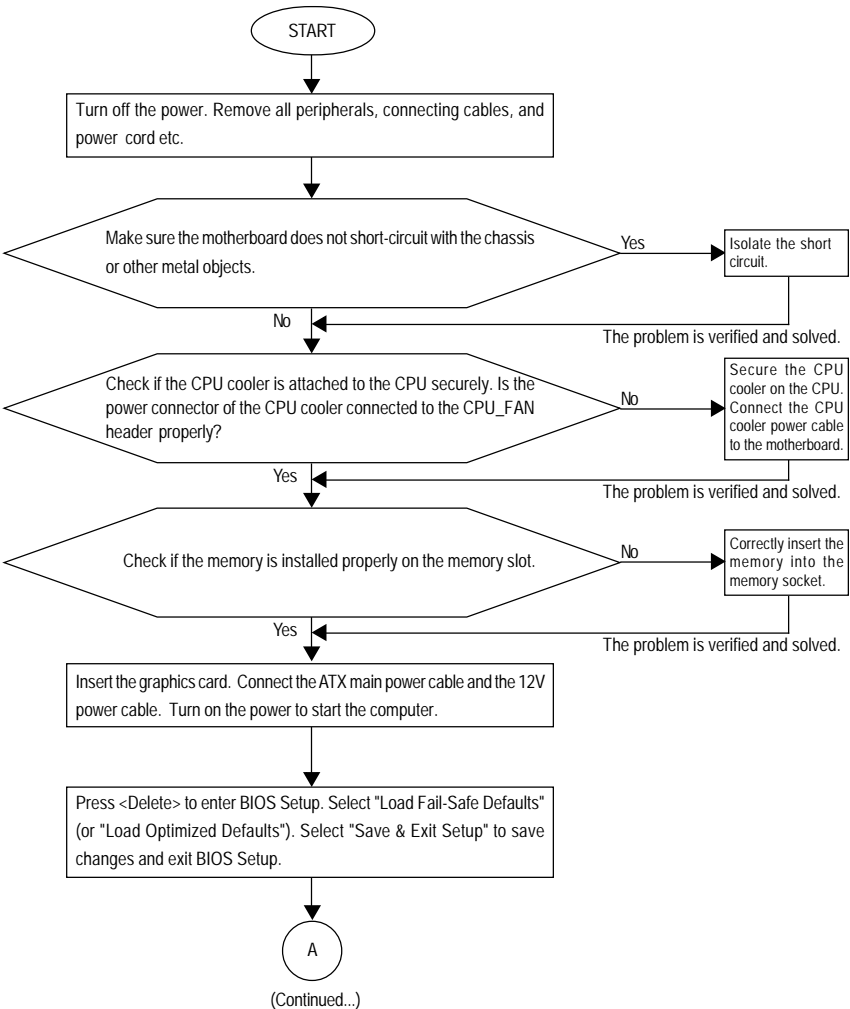 START
Turn off the power. Remove all peripherals, connecting cables, and
power cord etc.
Make sure the motherboard does not short-circuit with the chassis
or other metal objects.
Yes
Isolate the short
circuit.
No
The problem is verified and solved.
Check if the CPU cooler is attached to the CPU securely. Is the
power connector of the CPU cooler connected to the CPU_FAN
header properly?
No
Secure the CPU
cooler on the CPU.
Connect the CPU
cooler power cable
to the motherboard.
Yes
The problem is verified and solved.
Check if the memory is installed properly on the memory slot.
No
Correctly insert the
memory into the
memory socket.
Yes
The problem is verified and solved.
Insert the graphics card. Connect the ATX main power cable and the 12V
power cable. Turn on the power to start the computer.
Press <Delete> to enter BIOS Setup. Select "Load Fail-Safe Defaults"
(or "Load Optimized Defaults"). Select "Save & Exit Setup" to save
changes and exit BIOS Setup.
A
(Continued...)